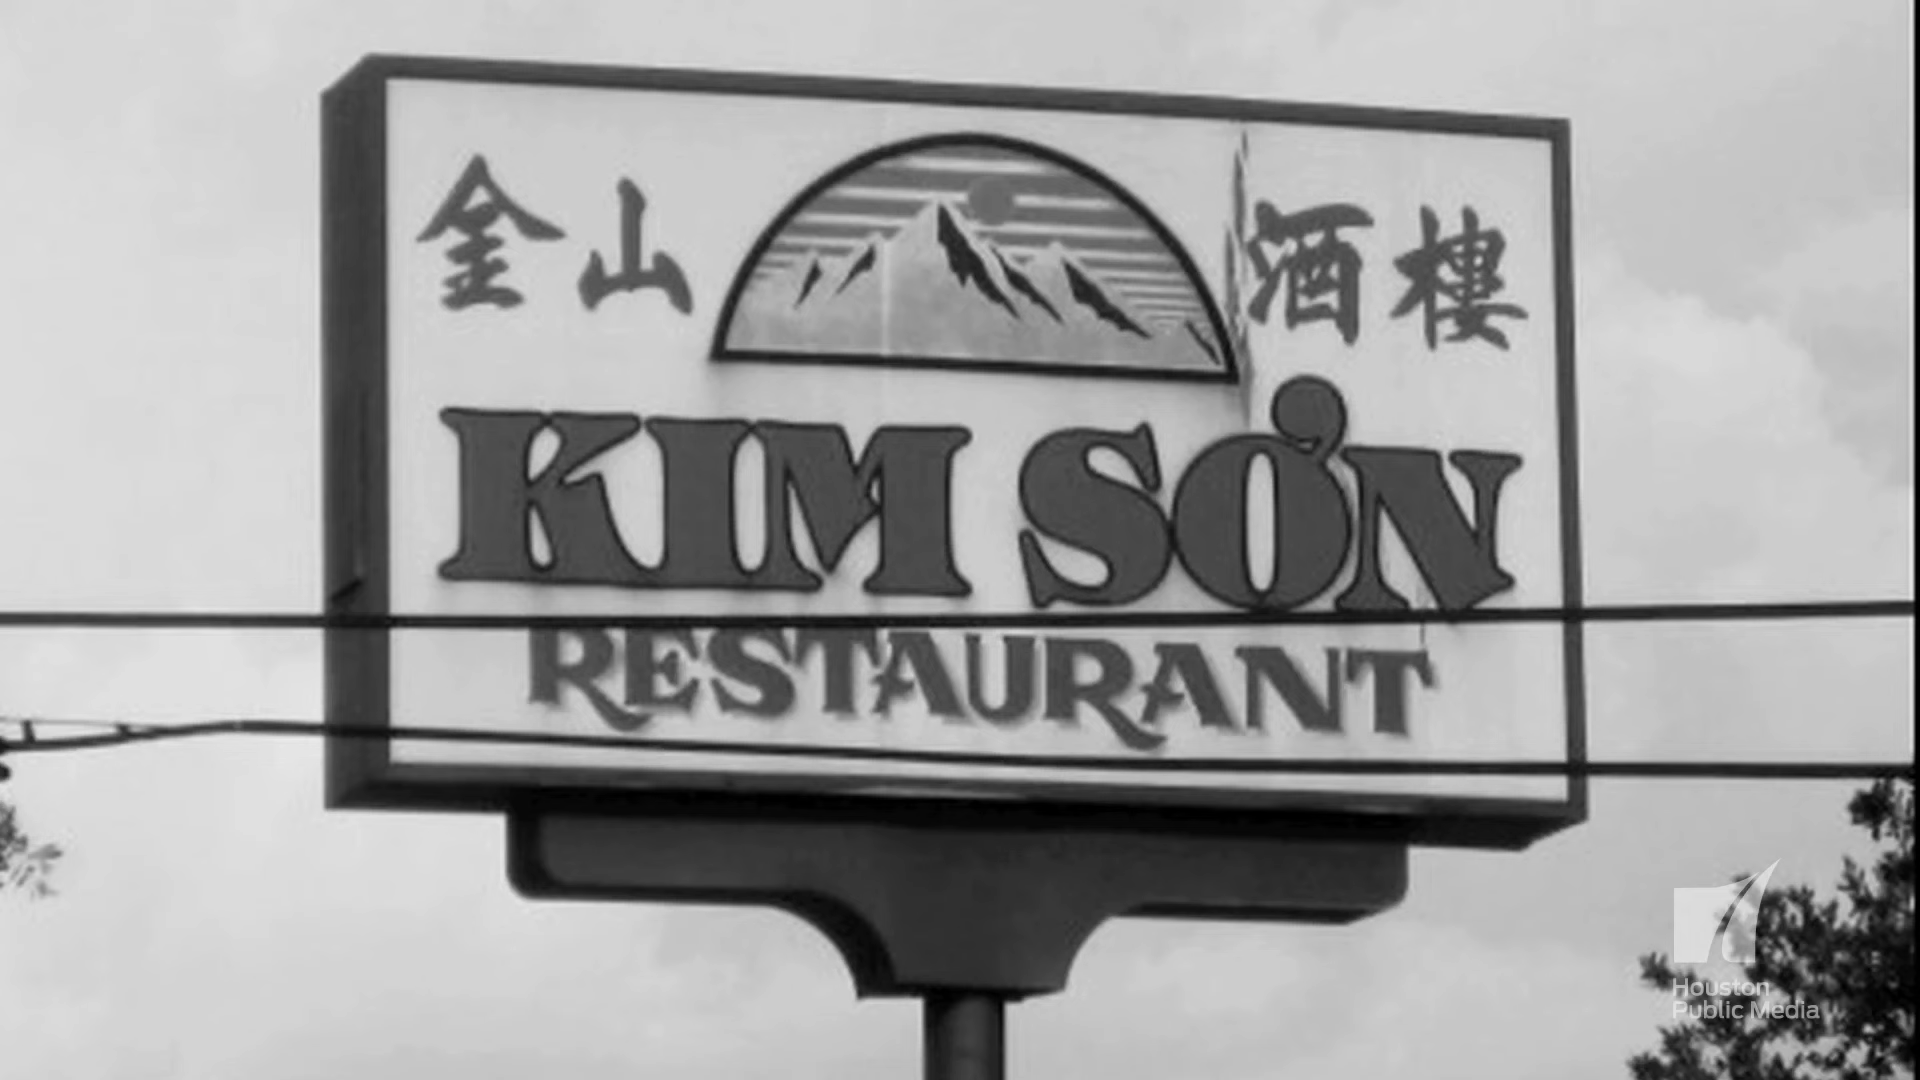 金山 酒樓
KIM SƠN
RESTAURANT
Houston
Public Media